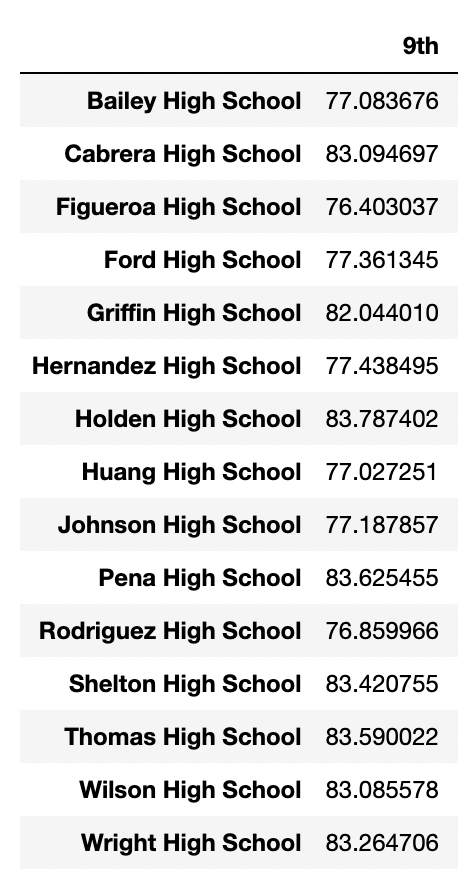 9th
Bailey High School 77.083676
Cabrera High School 83.094697
Figueroa High School 76.403037
Ford High School 77.361345
Griffin High School 82.044010
Hernandez High School 77.438495
Holden High School 83.787402
Huang High School 77.027251
Johnson High School 77.187857
Pena High School 83.625455
Rodriguez High School 76.859966
Shelton High School 83.420755
Thomas High School 83.590022
Wilson High School 83.085578
Wright High School 83.264706